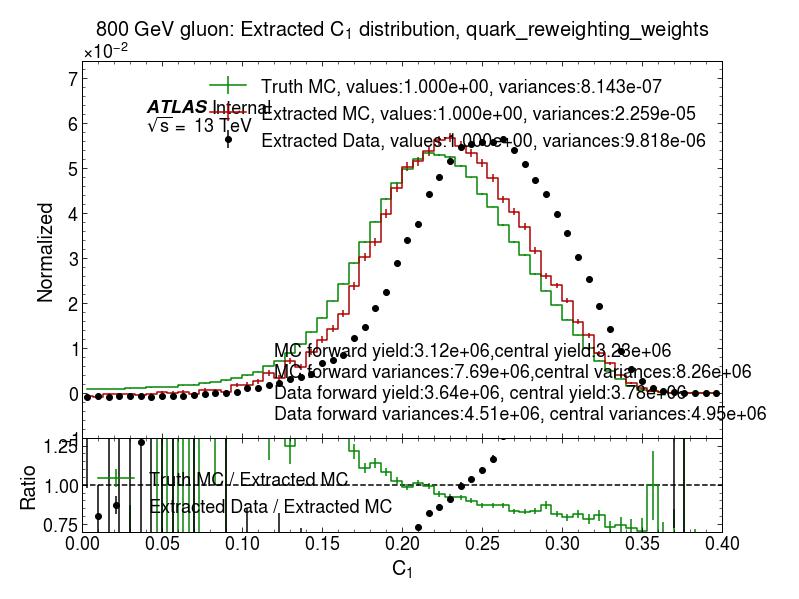 800 GeV gluon: Extracted C₁ distribution, quark_reweighting_weights
×10⁻²
7
Truth MC, values:1.000e+00, variances:8.143e-07
ATLAS Internal
Extracted MC, values:1.000e+00, variances:2.259e-05
6
√s = 13 TeV
Extracted Data, values:1.000e+00, variances:9.818e-06
5
4
Normalized
3
2
1
MC forward yield:3.12e+06,central yield:3.23e+06
MC forward variances:7.69e+06,central variances:8.26e+06
0
Data forward yield:3.64e+06, central yield:3.78e+06
Data forward variances:4.51e+06, central variances:4.95e+06
1.25
Truth MC / Extracted MC
1.00
Ratio
Extracted Data / Extracted MC
0.75
0.00 0.05 0.10 0.15 0.20 0.25 0.30 0.35 0.40
C₁